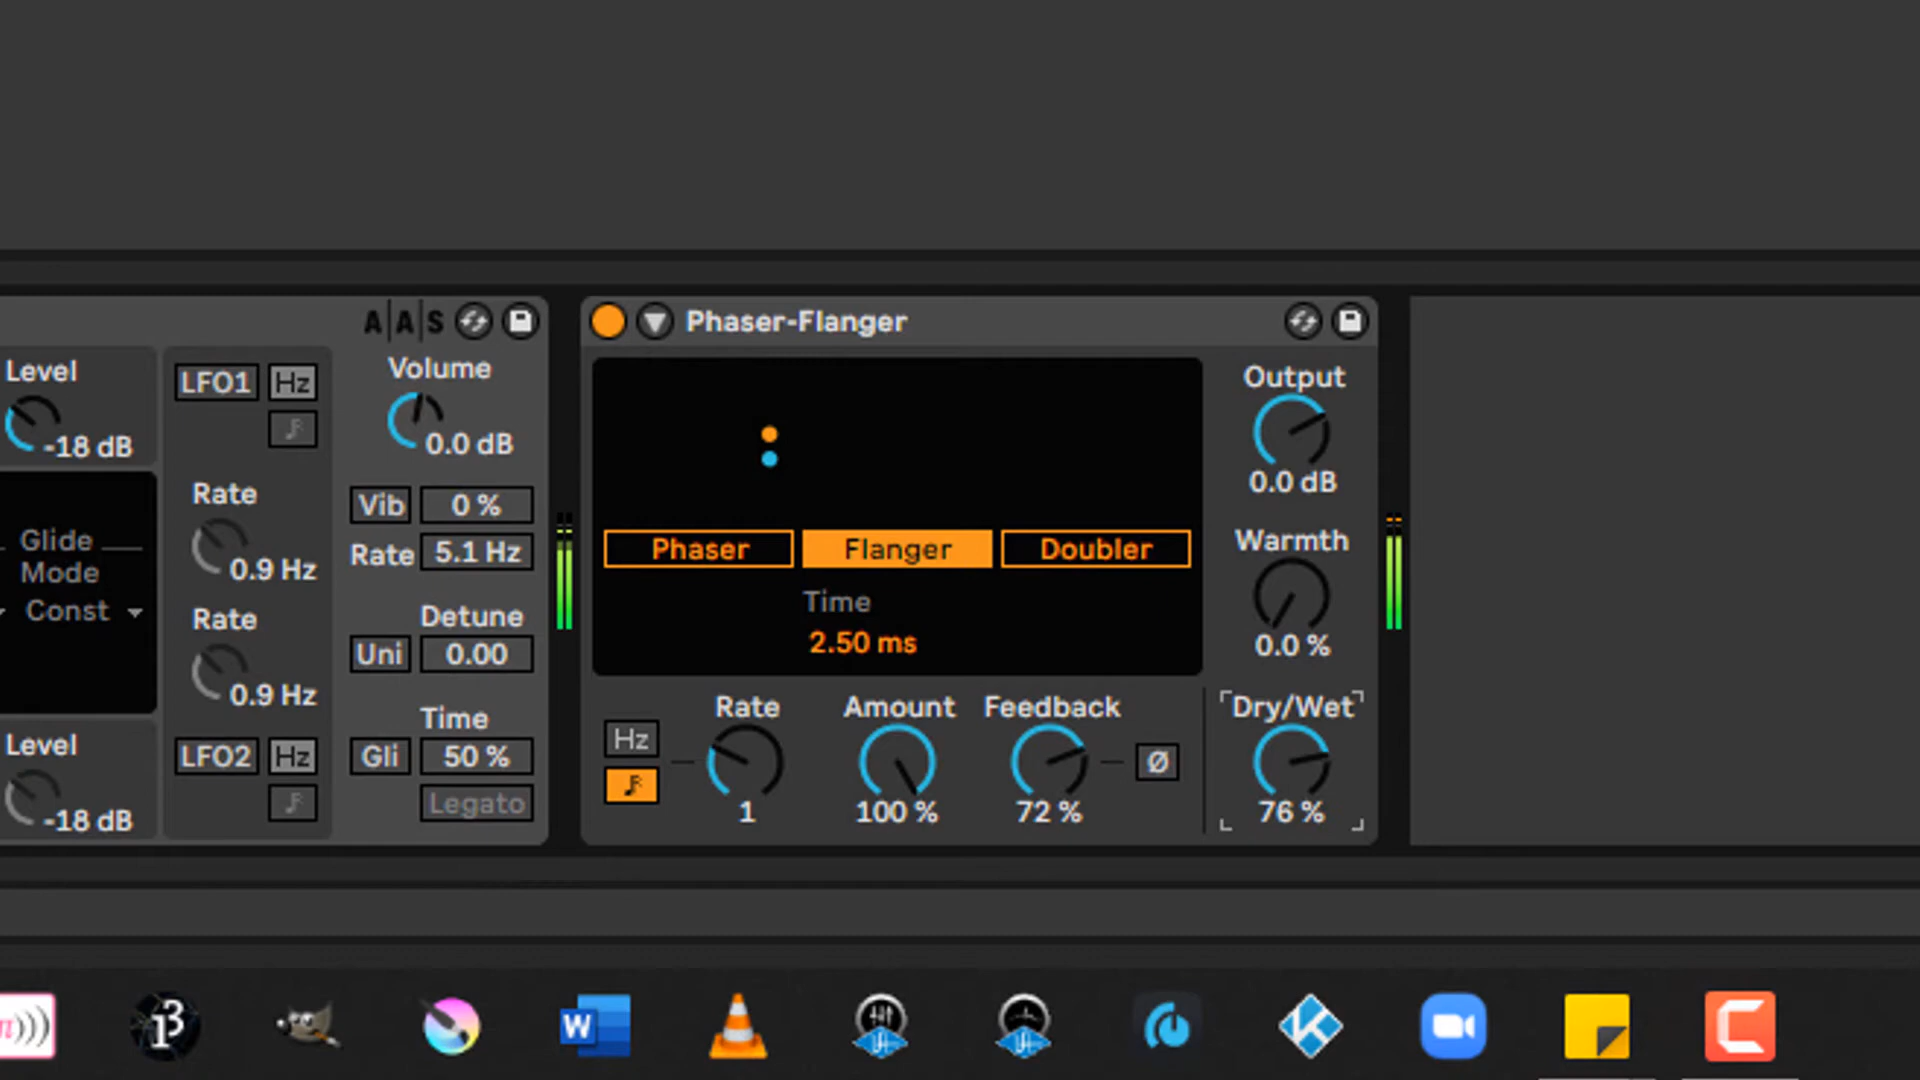 A|A|S
Level
-18 dB
Glide
Mode
Const
Level
-18 dB
LFO1 Hz
Rate
0.9 Hz
Rate
0.9 Hz
LFO2 Hz
Volume
0.0 dB
Vib 0 %
Rate 5.1 Hz
Detune
Uni 0.00
Time
Gli 50 %
Legato
Phaser-Flanger
Phaser Flanger Doubler
Time
2.50 ms
Hz
Rate
1
Amount
100 %
Feedback
72 %
Ø
Output
0.0 dB
Warmth
0.0 %
Dry/Wet
76 %
n)))
13
W